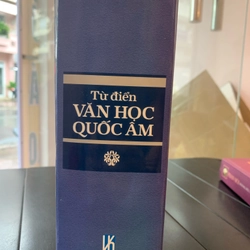 Từ điển
VĂN HỌC
QUỐC ÂM